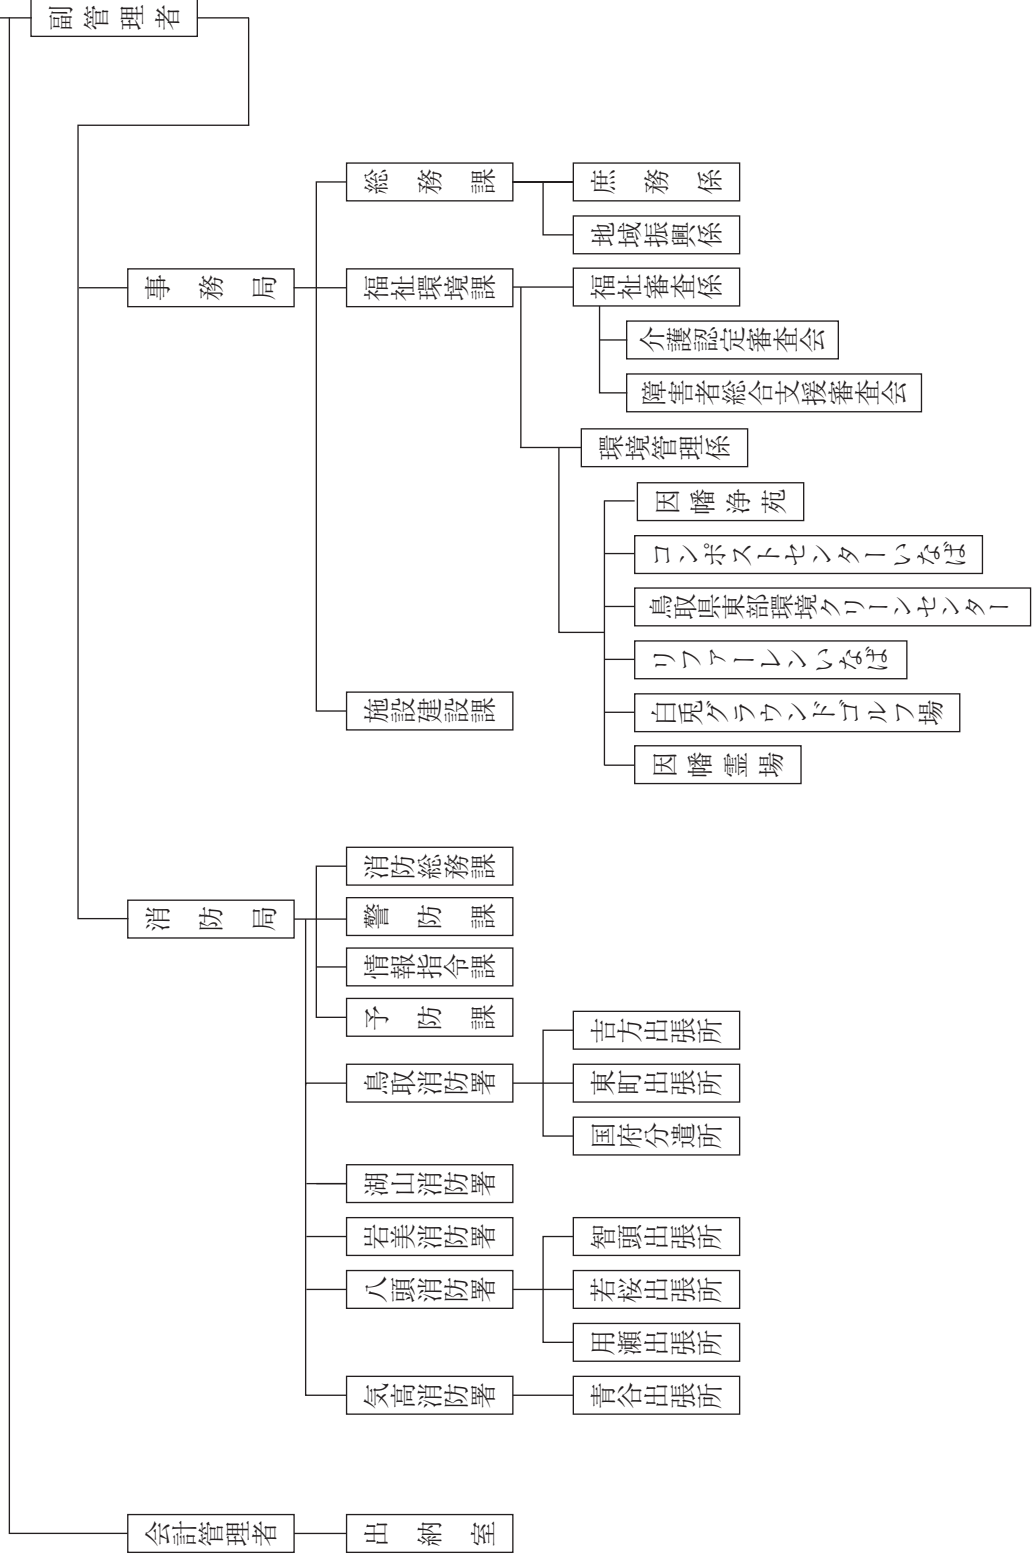 副管理者
事務局
総務課
庶務係
地域振興係
福祉環境課
福祉審査係
介護認定審査会
障害者総合支援審査会
環境管理係
因幡浄苑
コンポストセンターいなば
鳥取県東部環境クリーンセンター
リファーレンいなば
白兎グラウンドゴルフ場
因幡霊場
施設建設課
消防局
消防総務課
警防課
情報指令課
予防課
鳥取消防署
吉方出張所
東町出張所
国府分遣所
湖山消防署
岩美消防署
八頭消防署
智頭出張所
若桜出張所
用瀬出張所
気高消防署
青谷出張所
会計管理者
出納室